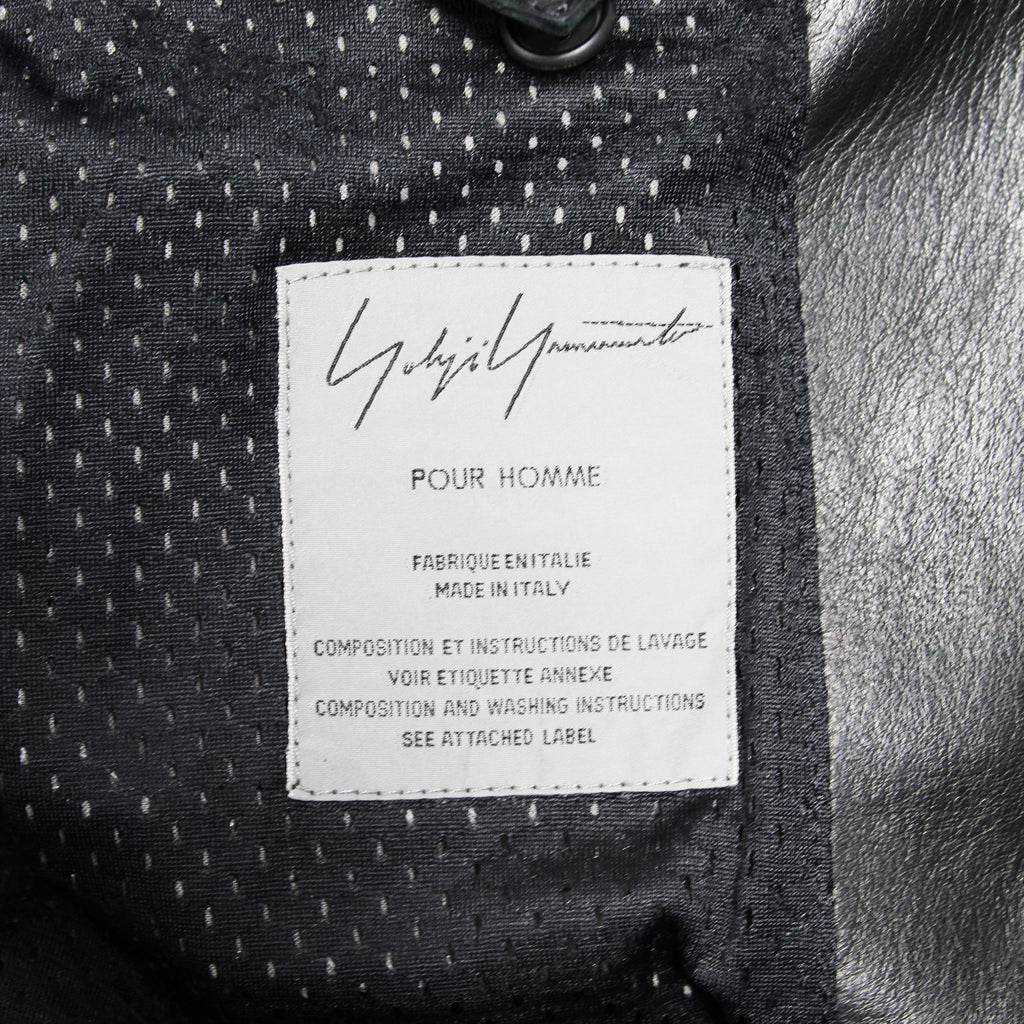 Yohji Yamamoto
POUR HOMME
FABRIQUE EN ITALIE
MADE IN ITALY
COMPOSITION ET INSTRUCTIONS DE LAVAGE
VOIR ETIQUETTE ANNEXE
COMPOSITION AND WASHING INSTRUCTIONS
SEE ATTACHED LABEL